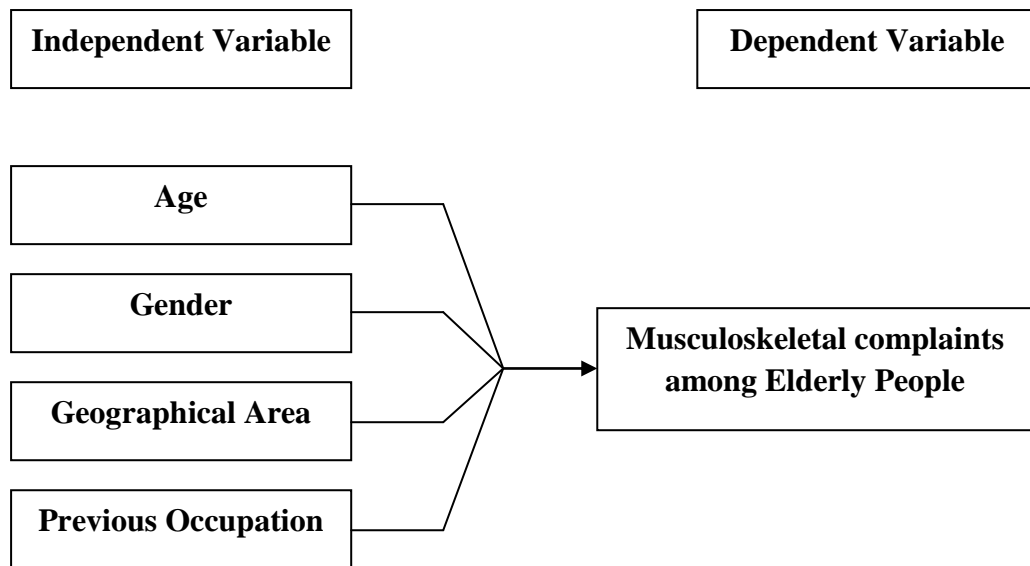 Independent Variable
Dependent Variable
Age
Gender
Musculoskeletal complaints
among Elderly People
Geographical Area
Previous Occupation